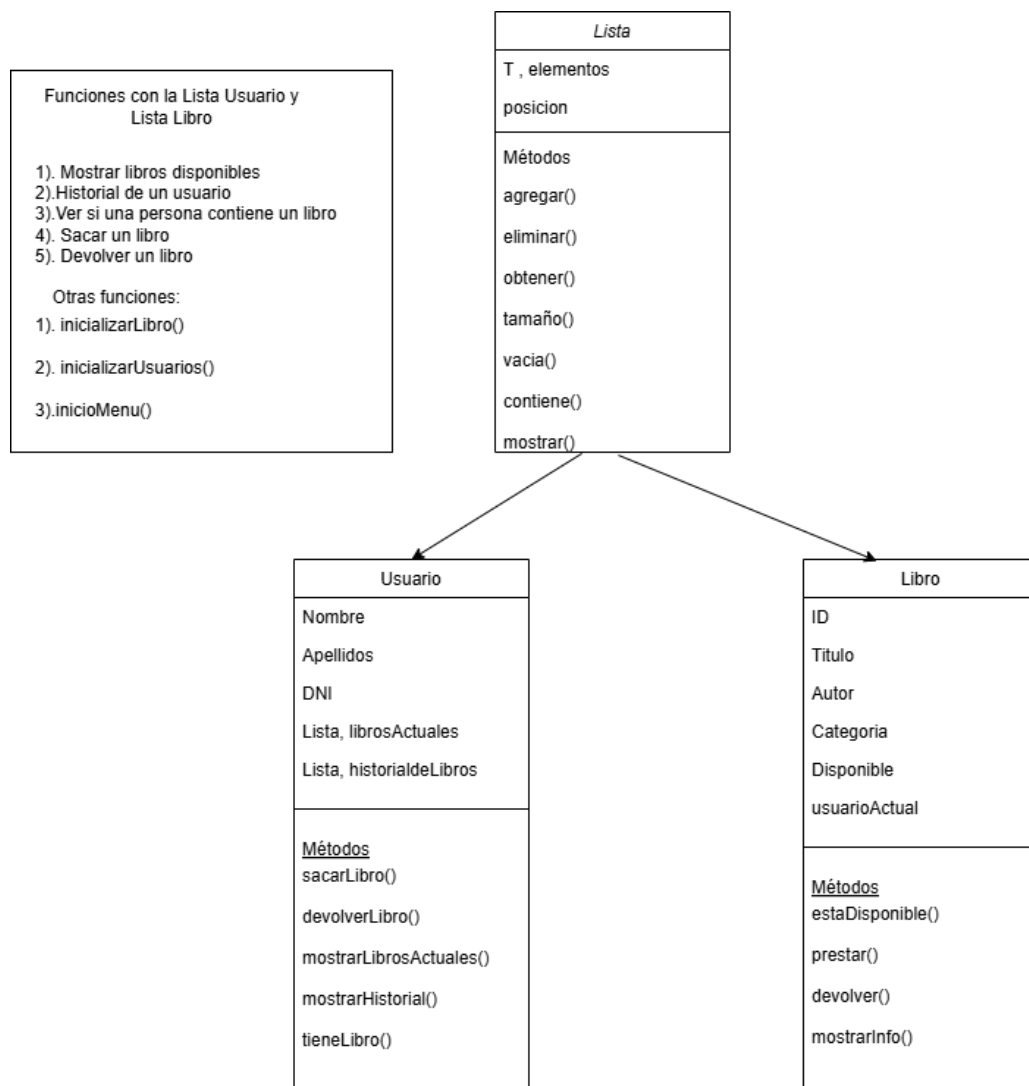 Funciones con la Lista Usuario y
Lista Libro
1). Mostrar libros disponibles
2).Historial de un usuario
3).Ver si una persona contiene un libro
4). Sacar un libro
5). Devolver un libro
Otras funciones:
1). inicializarLibro()
2). inicializarUsuarios()
3).inicioMenu()
Lista
T , elementos
posicion
Métodos
agregar()
eliminar()
obtener()
tamaño()
vacia()
contiene()
mostrar()
Usuario
Nombre
Apellidos
DNI
Lista, librosActuales
Lista, historialdeLibros
Métodos
sacarLibro()
devolverLibro()
mostrarLibrosActuales()
mostrarHistorial()
tieneLibro()
Libro
ID
Titulo
Autor
Categoria
Disponible
usuarioActual
Métodos
estaDisponible()
prestar()
devolver()
mostrarInfo()